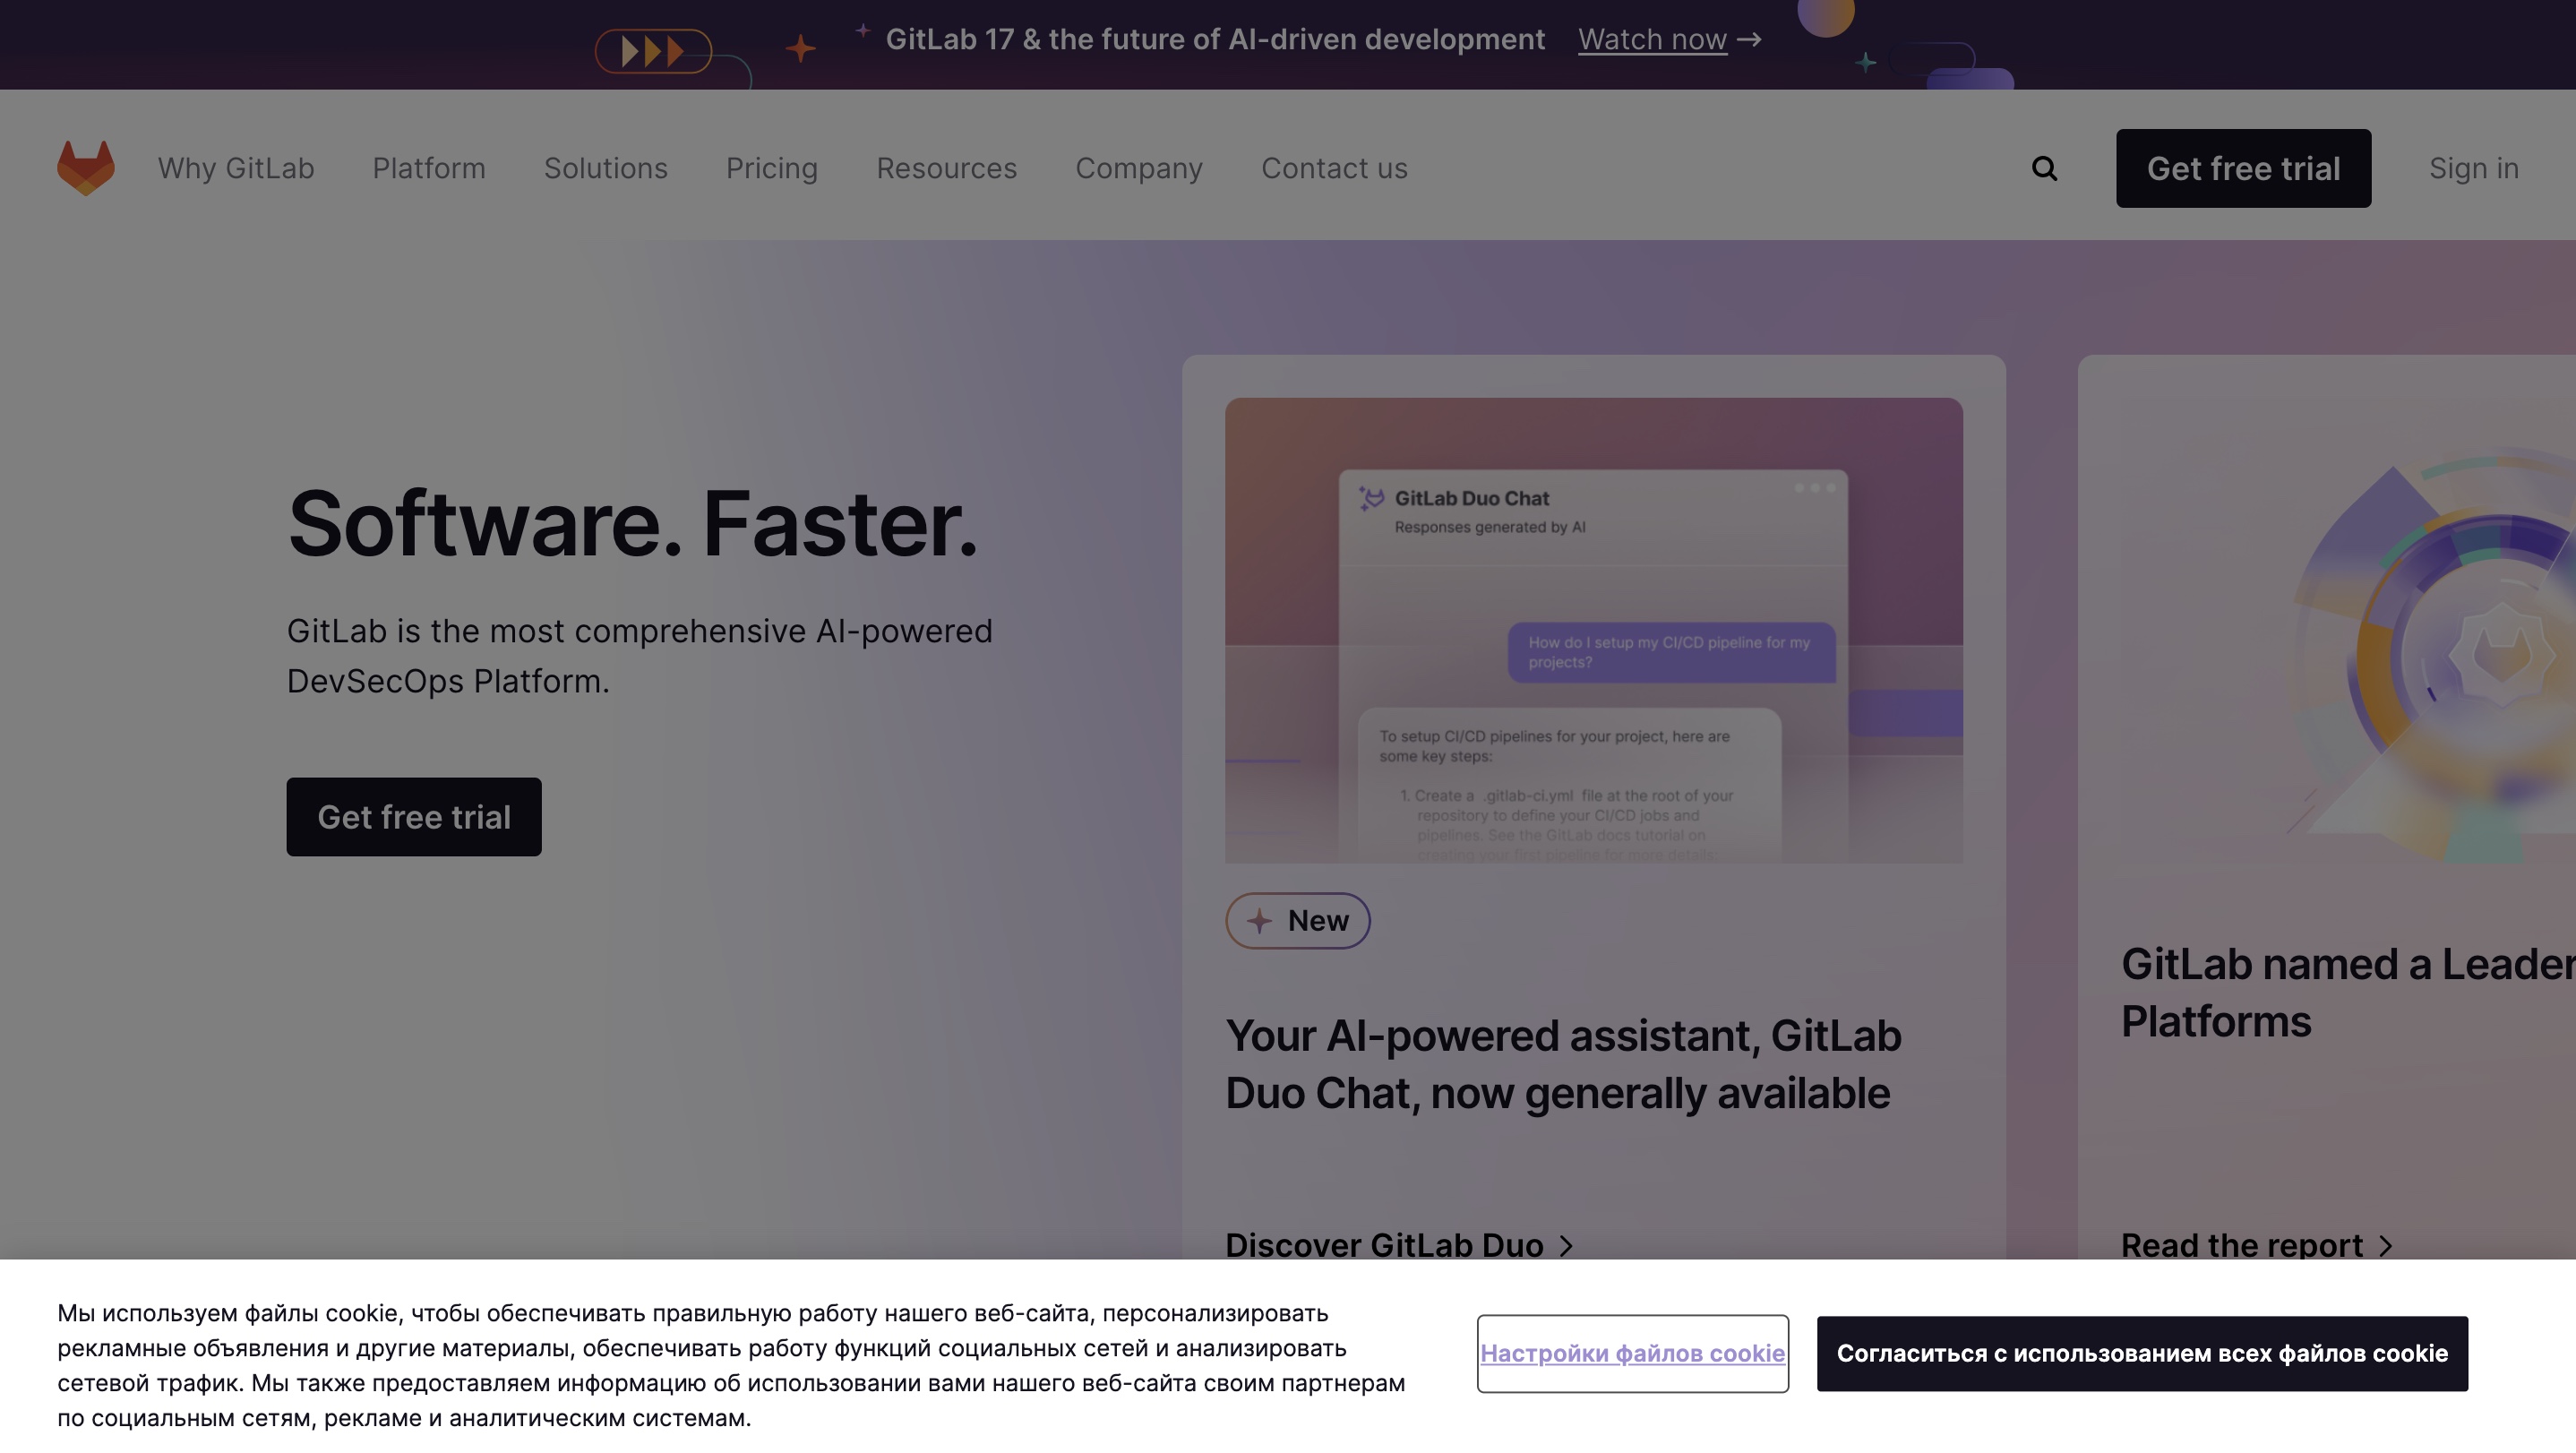 GitLab 17 & the future of AI-driven development Watch now →
Why GitLab Platform Solutions Pricing Resources Company Contact us Get free trial Sign in
Software. Faster.
GitLab is the most comprehensive AI-powered
DevSecOps Platform.
Get free trial
GitLab Duo Chat
Responses generated by AI
How do I setup my CI/CD pipeline for my
projects?
To setup CI/CD pipelines for your project, here are
some key steps:
1. Create a .gitlab-ci.yml file at the root of your
repository to define your CI/CD jobs and
pipelines. See the GitLab docs tutorial on
creating your first pipeline for more details:
New
Your AI-powered assistant, GitLab
Duo Chat, now generally available
Discover GitLab Duo
GitLab named a Leader
Platforms
Read the report
Мы используем файлы cookie, чтобы обеспечивать правильную работу нашего веб-сайта, персонализировать
рекламные объявления и другие материалы, обеспечивать работу функций социальных сетей и анализировать
сетевой трафик. Мы также предоставляем информацию об использовании вами нашего веб-сайта своим партнерам
по социальным сетям, рекламе и аналитическим системам.
Настройки файлов cookie
Согласиться с использованием всех файлов cookie